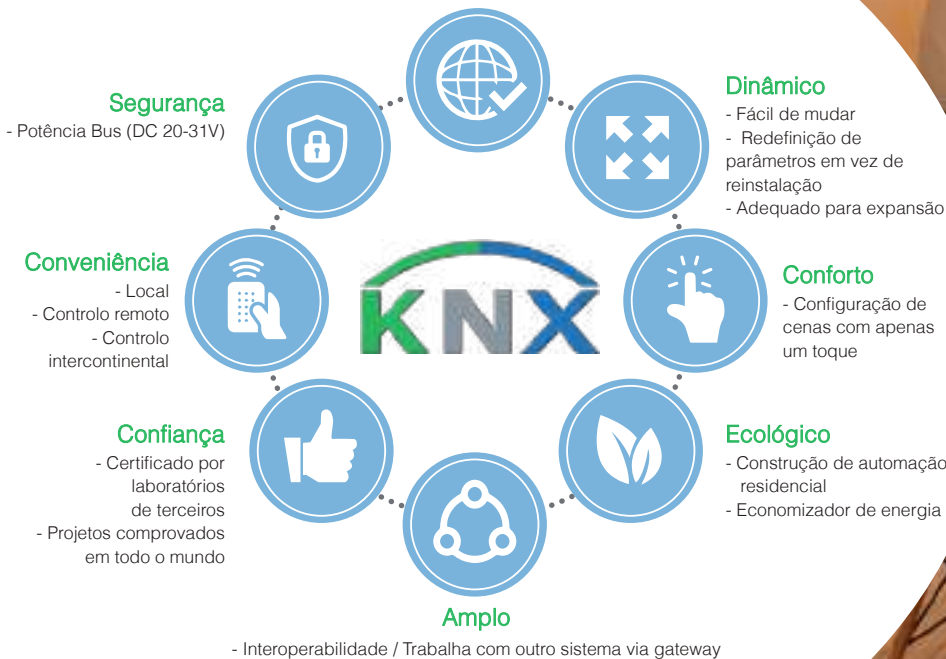 Segurança
- Potência Bus (DC 20-31V)
Dinâmico
- Fácil de mudar
- Redefinição de
parâmetros em vez de
reinstalação
- Adequado para expansão
Conveniência
- Local
- Controlo remoto
- Controlo
intercontinental
KNX
Conforto
- Configuração de
cenas com apenas
um toque
Confiança
- Certificado por
laboratórios
de terceiros
- Projetos comprovados
em todo o mundo
Ecológico
- Construção de automação
residencial
- Economizador de energia
Amplo
- Interoperabilidade / Trabalha com outro sistema via gateway